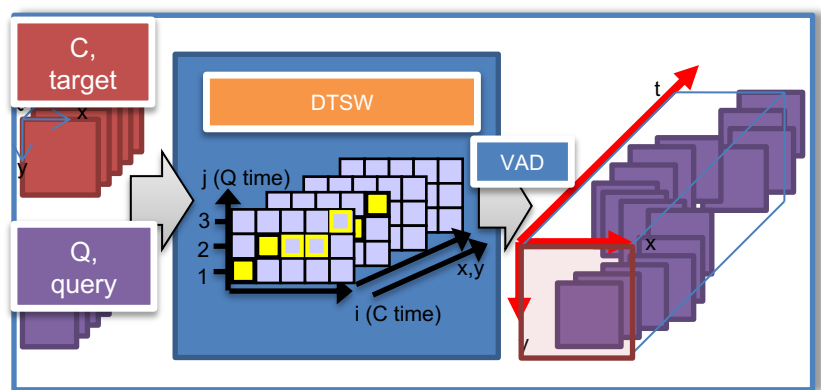 C,
target
x
y
Q,
query
DTSW
j (Q time)
3
2
1
x,y
i (C time)
VAD
t
x
y